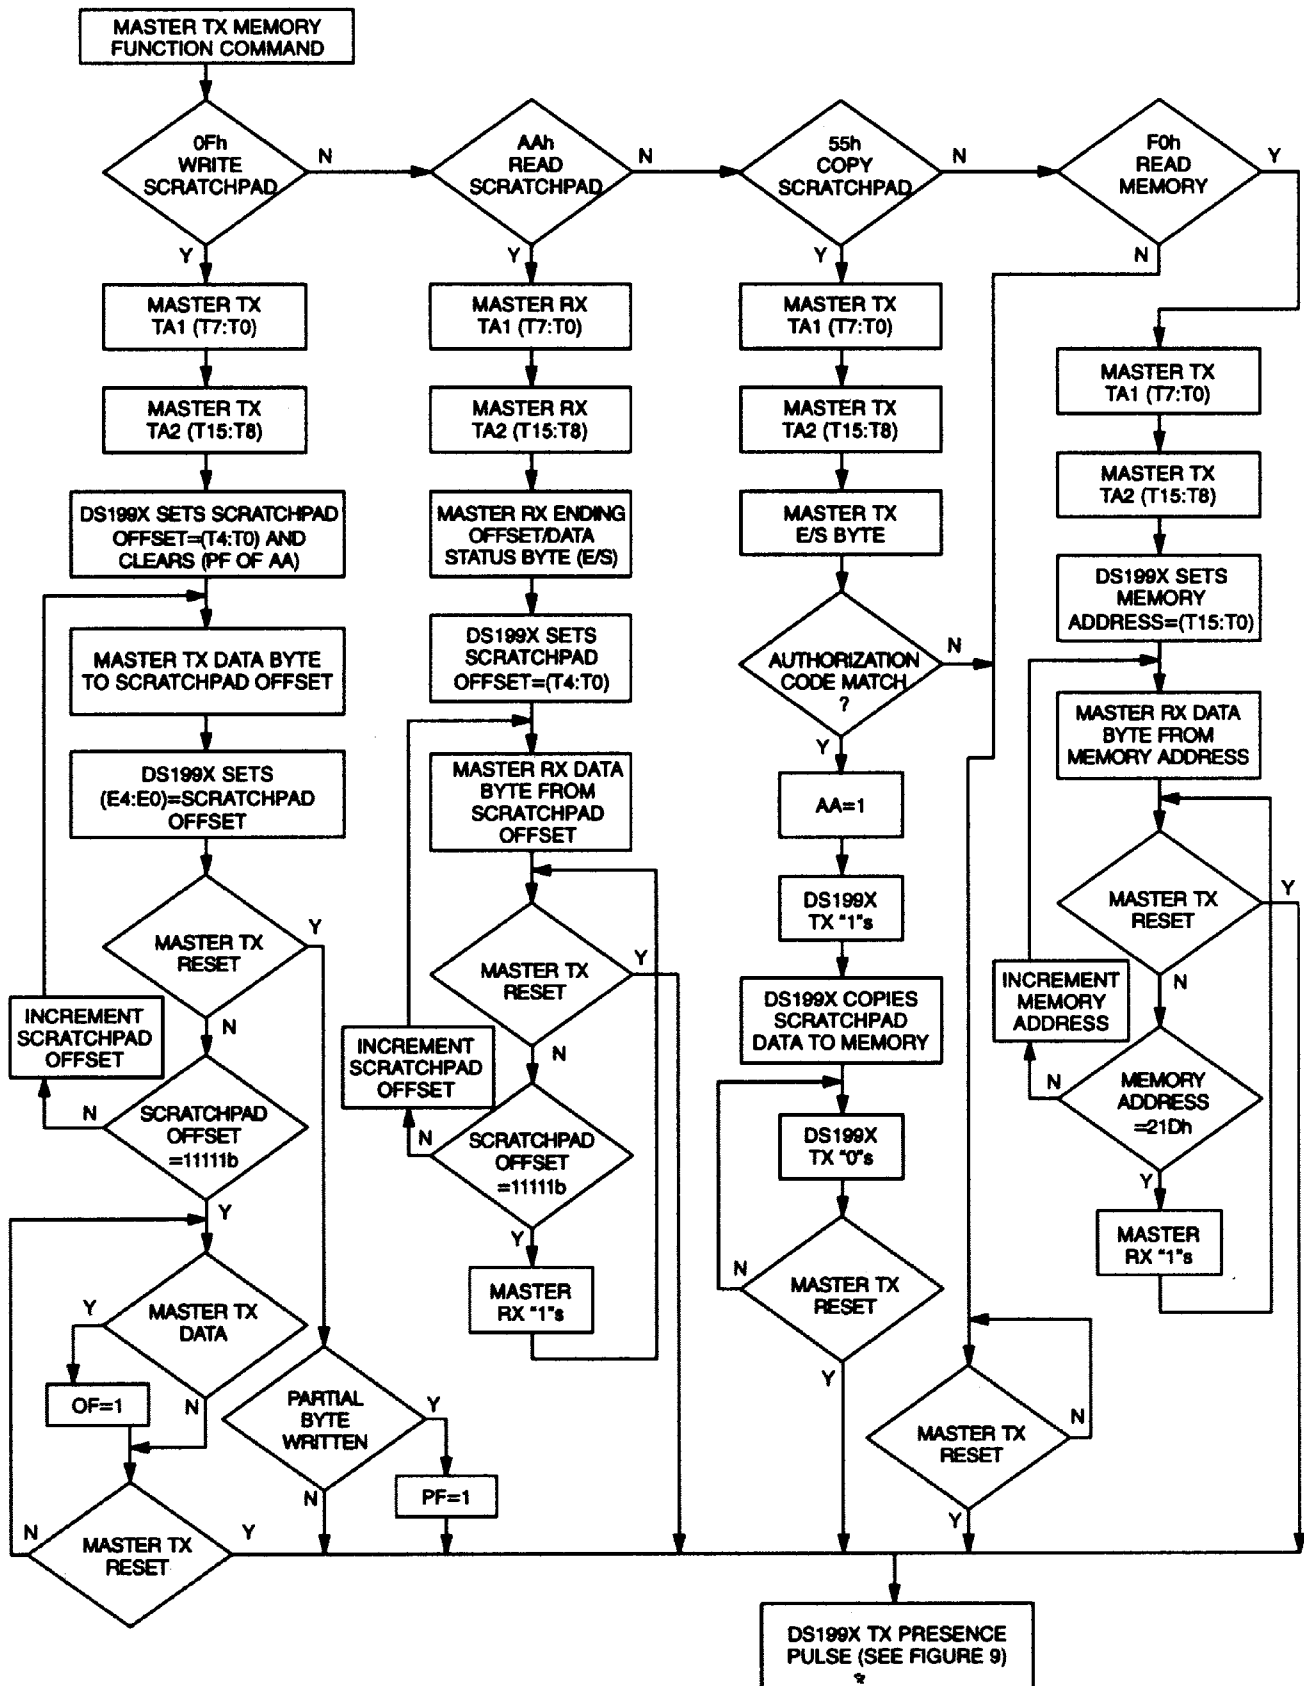 MASTER TX MEMORY
FUNCTION COMMAND
0Fh
WRITE
SCRATCHPAD
N
Y
MASTER TX
TA1 (T7:T0)
MASTER TX
TA2 (T15:T8)
DS199X SETS SCRATCHPAD
OFFSET=(T4:T0) AND
CLEARS (PF OF AA)
MASTER TX DATA BYTE
TO SCRATCHPAD OFFSET
DS199X SETS
(E4:E0)=SCRATCHPAD
OFFSET
MASTER TX
RESET
Y
N
INCREMENT
SCRATCHPAD
OFFSET
SCRATCHPAD
OFFSET
=11111b
N
Y
MASTER TX
DATA
Y
N
OF=1
MASTER TX
RESET
N
Y
PARTIAL
BYTE
WRITTEN
Y
N
PF=1
AAh
READ
SCRATCHPAD
N
Y
MASTER RX
TA1 (T7:T0)
MASTER RX
TA2 (T15:T8)
MASTER RX ENDING
OFFSET/DATA
STATUS BYTE (E/S)
DS199X SETS
SCRATCHPAD
OFFSET=(T4:T0)
MASTER RX DATA
BYTE FROM
SCRATCHPAD
OFFSET
MASTER TX
RESET
Y
N
INCREMENT
SCRATCHPAD
OFFSET
SCRATCHPAD
OFFSET
=11111b
N
Y
MASTER
RX "1"s
55h
COPY
SCRATCHPAD
N
Y
MASTER TX
TA1 (T7:T0)
MASTER TX
TA2 (T15:T8)
MASTER TX
E/S BYTE
AUTHORIZATION
CODE MATCH
?
N
Y
AA=1
DS199X
TX "1"s
DS199X COPIES
SCRATCHPAD
DATA TO MEMORY
DS199X
TX "0"s
MASTER TX
RESET
N
Y
F0h
READ
MEMORY
Y
N
MASTER TX
TA1 (T7:T0)
MASTER TX
TA2 (T15:T8)
DS199X SETS
MEMORY
ADDRESS=(T15:T0)
MASTER RX DATA
BYTE FROM
MEMORY ADDRESS
MASTER TX
RESET
Y
N
INCREMENT
MEMORY
ADDRESS
MEMORY
ADDRESS
=21Dh
N
Y
MASTER
RX "1"s
MASTER TX
RESET
N
Y
DS199X TX PRESENCE
PULSE (SEE FIGURE 9)